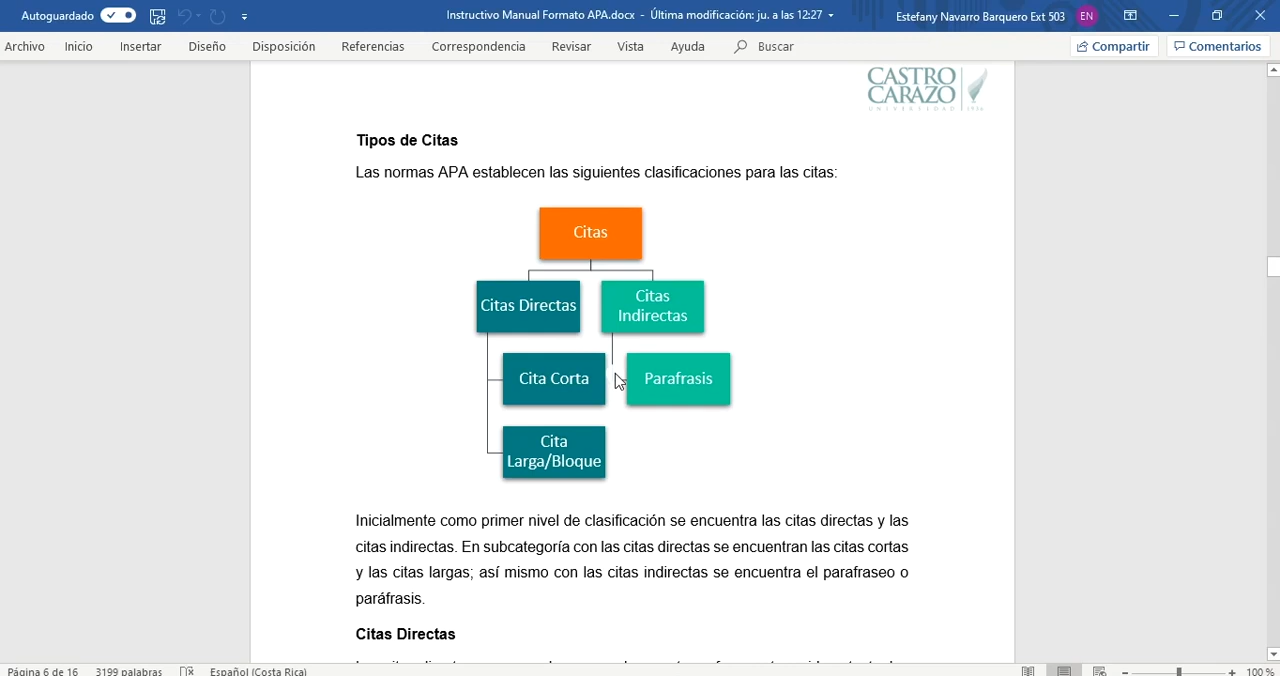 Autoguardado
Instructivo Manual Formato APA.docx - Última modificación: ju. a las 12:27
Estefany Navarro Barquero Ext 503 EN
Archivo Inicio Insertar Diseño Disposición Referencias Correspondencia Revisar Vista Ayuda Buscar Compartir Comentarios
CASTRO
CARAZO
UNIVERSIDAD 1936
Tipos de Citas
Las normas APA establecen las siguientes clasificaciones para las citas:
Citas
Citas Directas
Citas
Indirectas
Cita Corta
Parafrasis
Cita
Larga/Bloque
Inicialmente como primer nivel de clasificación se encuentra las citas directas y las
citas indirectas. En subcategoría con las citas directas se encuentran las citas cortas
y las citas largas; así mismo con las citas indirectas se encuentra el parafraseo o
paráfrasis.
Citas Directas
Página 6 de 16 3199 palabras Español (Costa Rica) 100 %